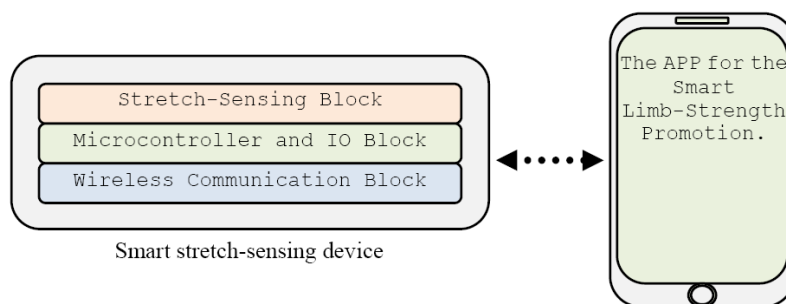 Stretch-Sensing Block
Microcontroller and IO Block
Wireless Communication Block
Smart stretch-sensing device
The APP for the
Smart
Limb-Strength
Promotion.